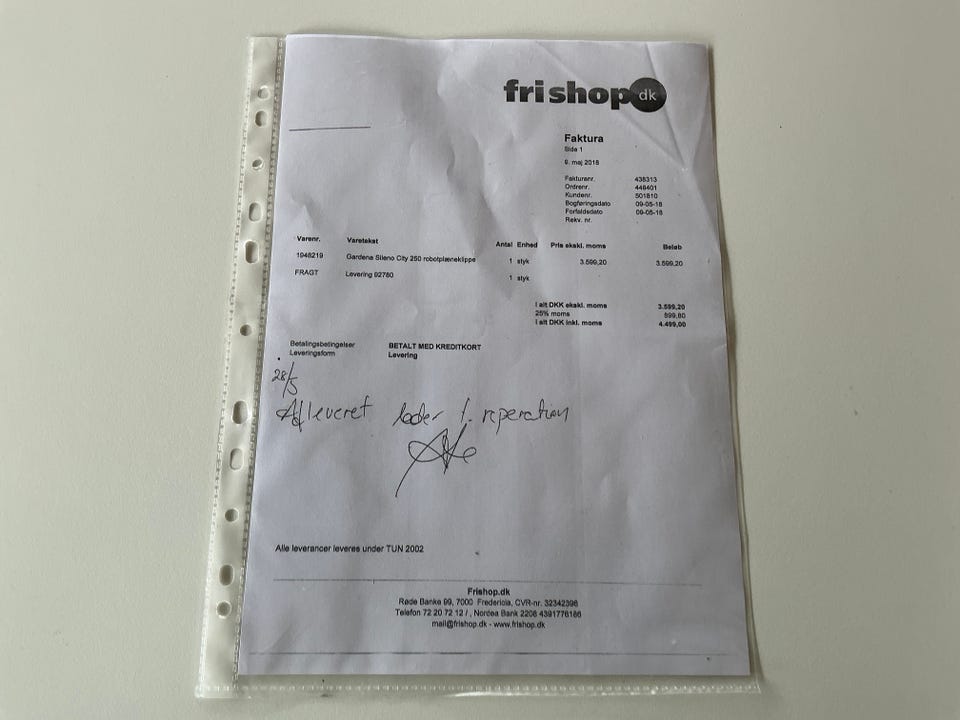 frishop dk
Faktura
Side 1
9. maj 2018
Fakturanr. 438313
Ordrenr. 448401
Kundenr. 501810
Bogføringsdato 09-05-18
Forfaldsdato 09-05-18
Rekv. nr.
Varenr. Varetekst Antal Enhed Pris ekskl. moms Beløb
1948219 Gardena Sileno City 250 robotplæneklippe 1 styk 3.599,20 3.599,20
FRAGT Levering 92780 1 styk
I alt DKK ekskl. moms 3.599,20
25% moms 899,80
I alt DKK inkl. moms 4.499,00
Betalingsbetingelser BETALT MED KREDITKORT
Leveringsform Levering
28/5
Afleveret lader t. reperation
Alle leverancer leveres under TUN 2002
Frishop.dk
Røde Banke 99, 7000 Fredericia, CVR-nr. 32342396
Telefon 72 20 72 12 / , Nordea Bank 2208 4391776186
mail@frishop.dk - www.frishop.dk